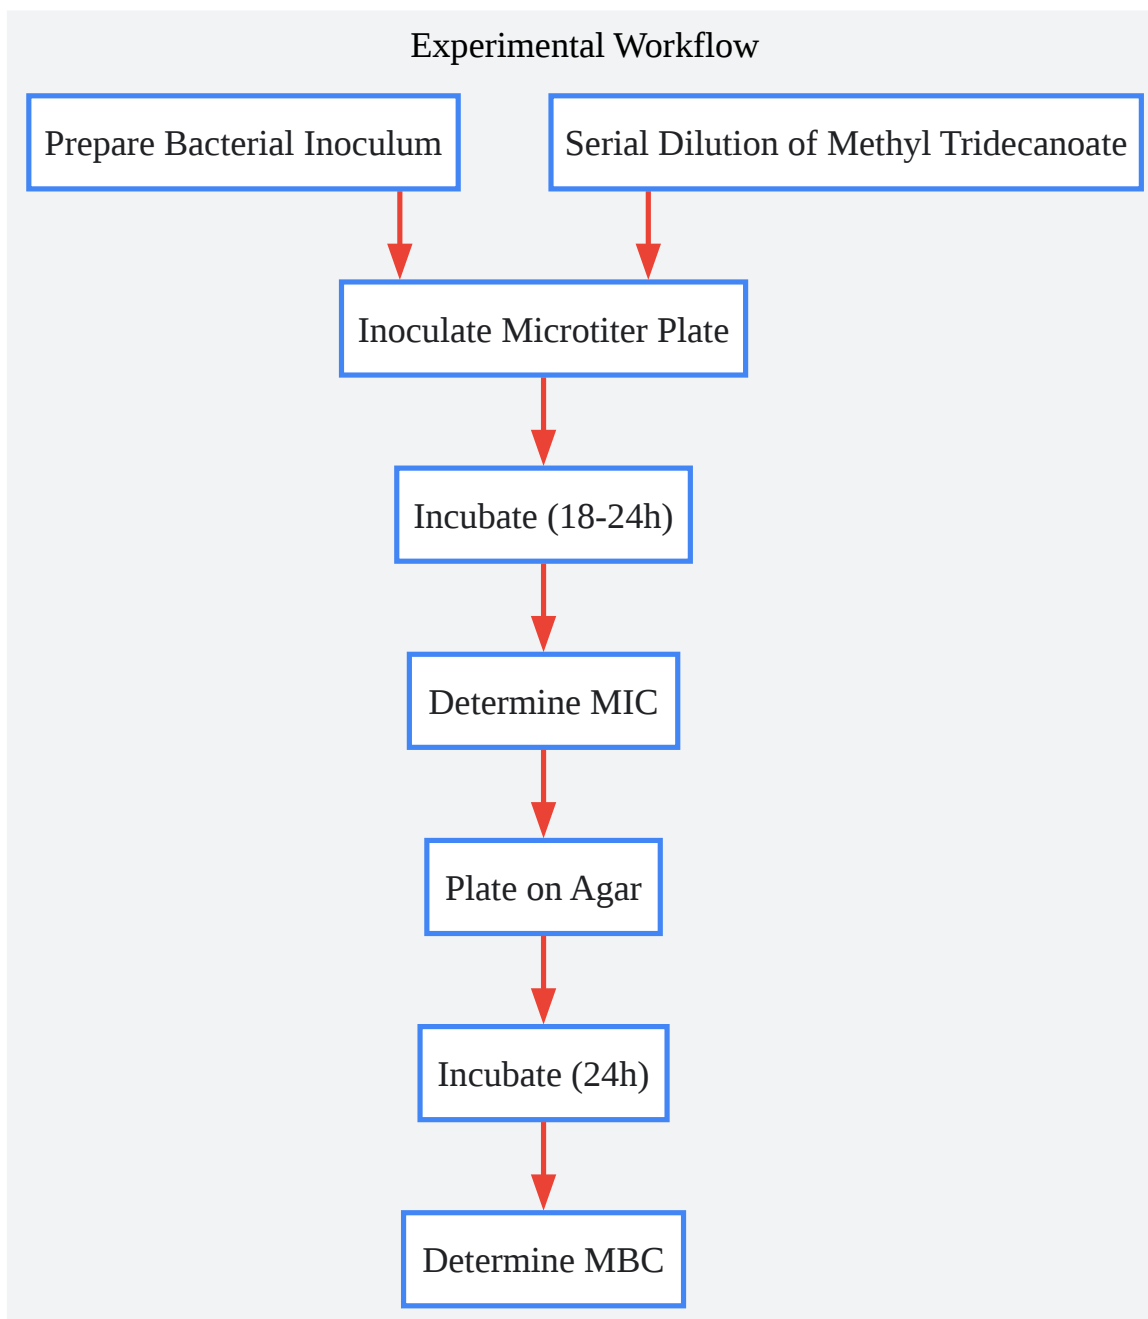 Experimental Workflow
Prepare Bacterial Inoculum
Serial Dilution of Methyl Tridecanoate
Inoculate Microtiter Plate
Incubate (18-24h)
Determine MIC
Plate on Agar
Incubate (24h)
Determine MBC